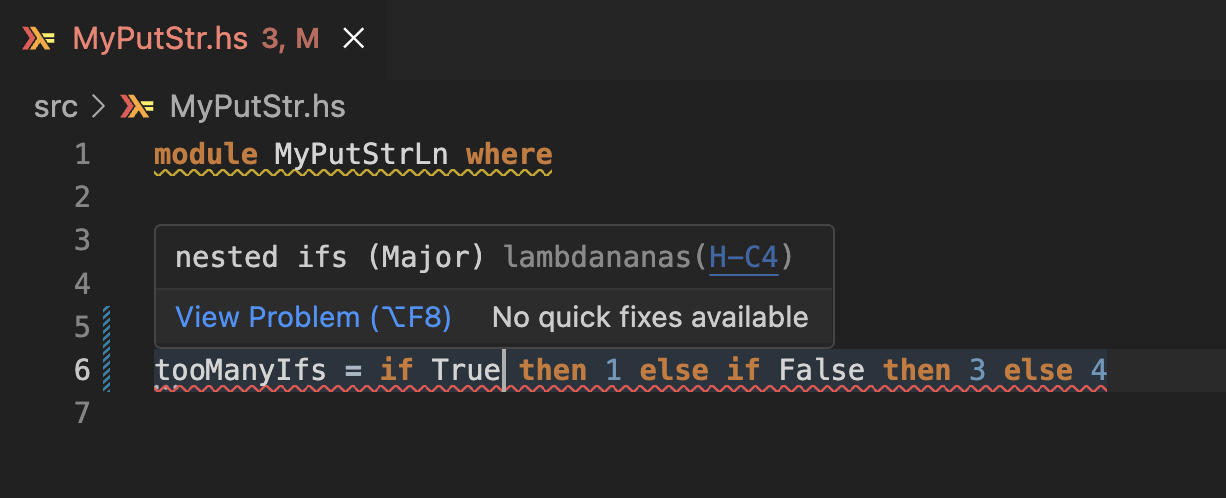 MyPutStr.hs 3, M
src > MyPutStr.hs
1 module MyPutStrLn where
2
3
nested ifs (Major) lambdananas(H-C4)
4
View Problem (⌥F8) No quick fixes available
5
6 tooManyIfs = if True then 1 else if False then 3 else 4
7